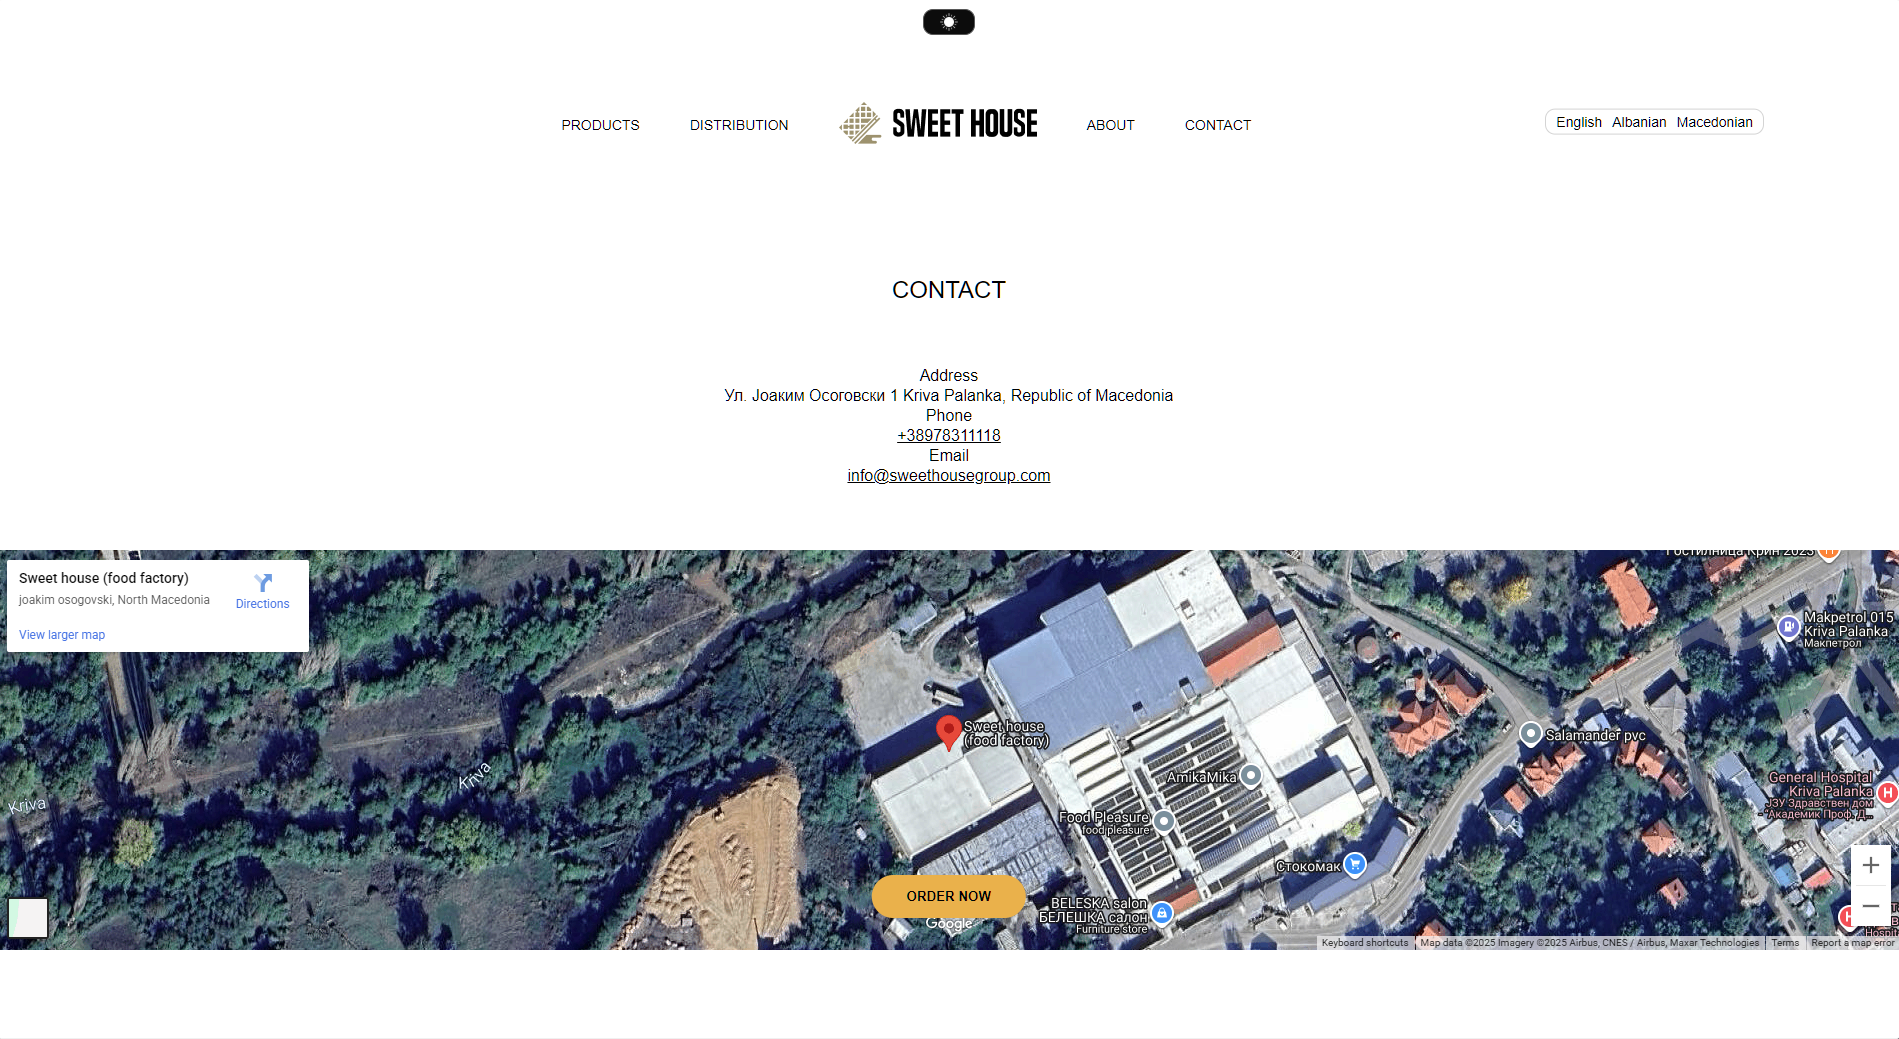 PRODUCTS
DISTRIBUTION
SWEET HOUSE
ABOUT
CONTACT
English Albanian Macedonian
CONTACT
Address
Ул. Јоаким Осоговски 1 Kriva Palanka, Republic of Macedonia
Phone
+38978311118
Email
info@sweethousegroup.com
Sweet house (food factory)
joakim osogovski, North Macedonia
Directions
View larger map
Гостилница Крин 2023
Makpetrol 015
Kriva Palanka
Макпетрол
Sweet house
(food factory)
Salamander pvc
Kriva
Kriva
AmikaMika
General Hospital
Kriva Palanka
ЈЗУ Здравствен дом
- "Академик Проф. Д...
Food Pleasure
food pleasure
Стокомак
ORDER NOW
BELESKA salon
БЕЛЕШКА салон
Furniture store
Google
Keyboard shortcuts
Map data ©2025 Imagery ©2025 Airbus, CNES / Airbus, Maxar Technologies
Terms
Report a map error